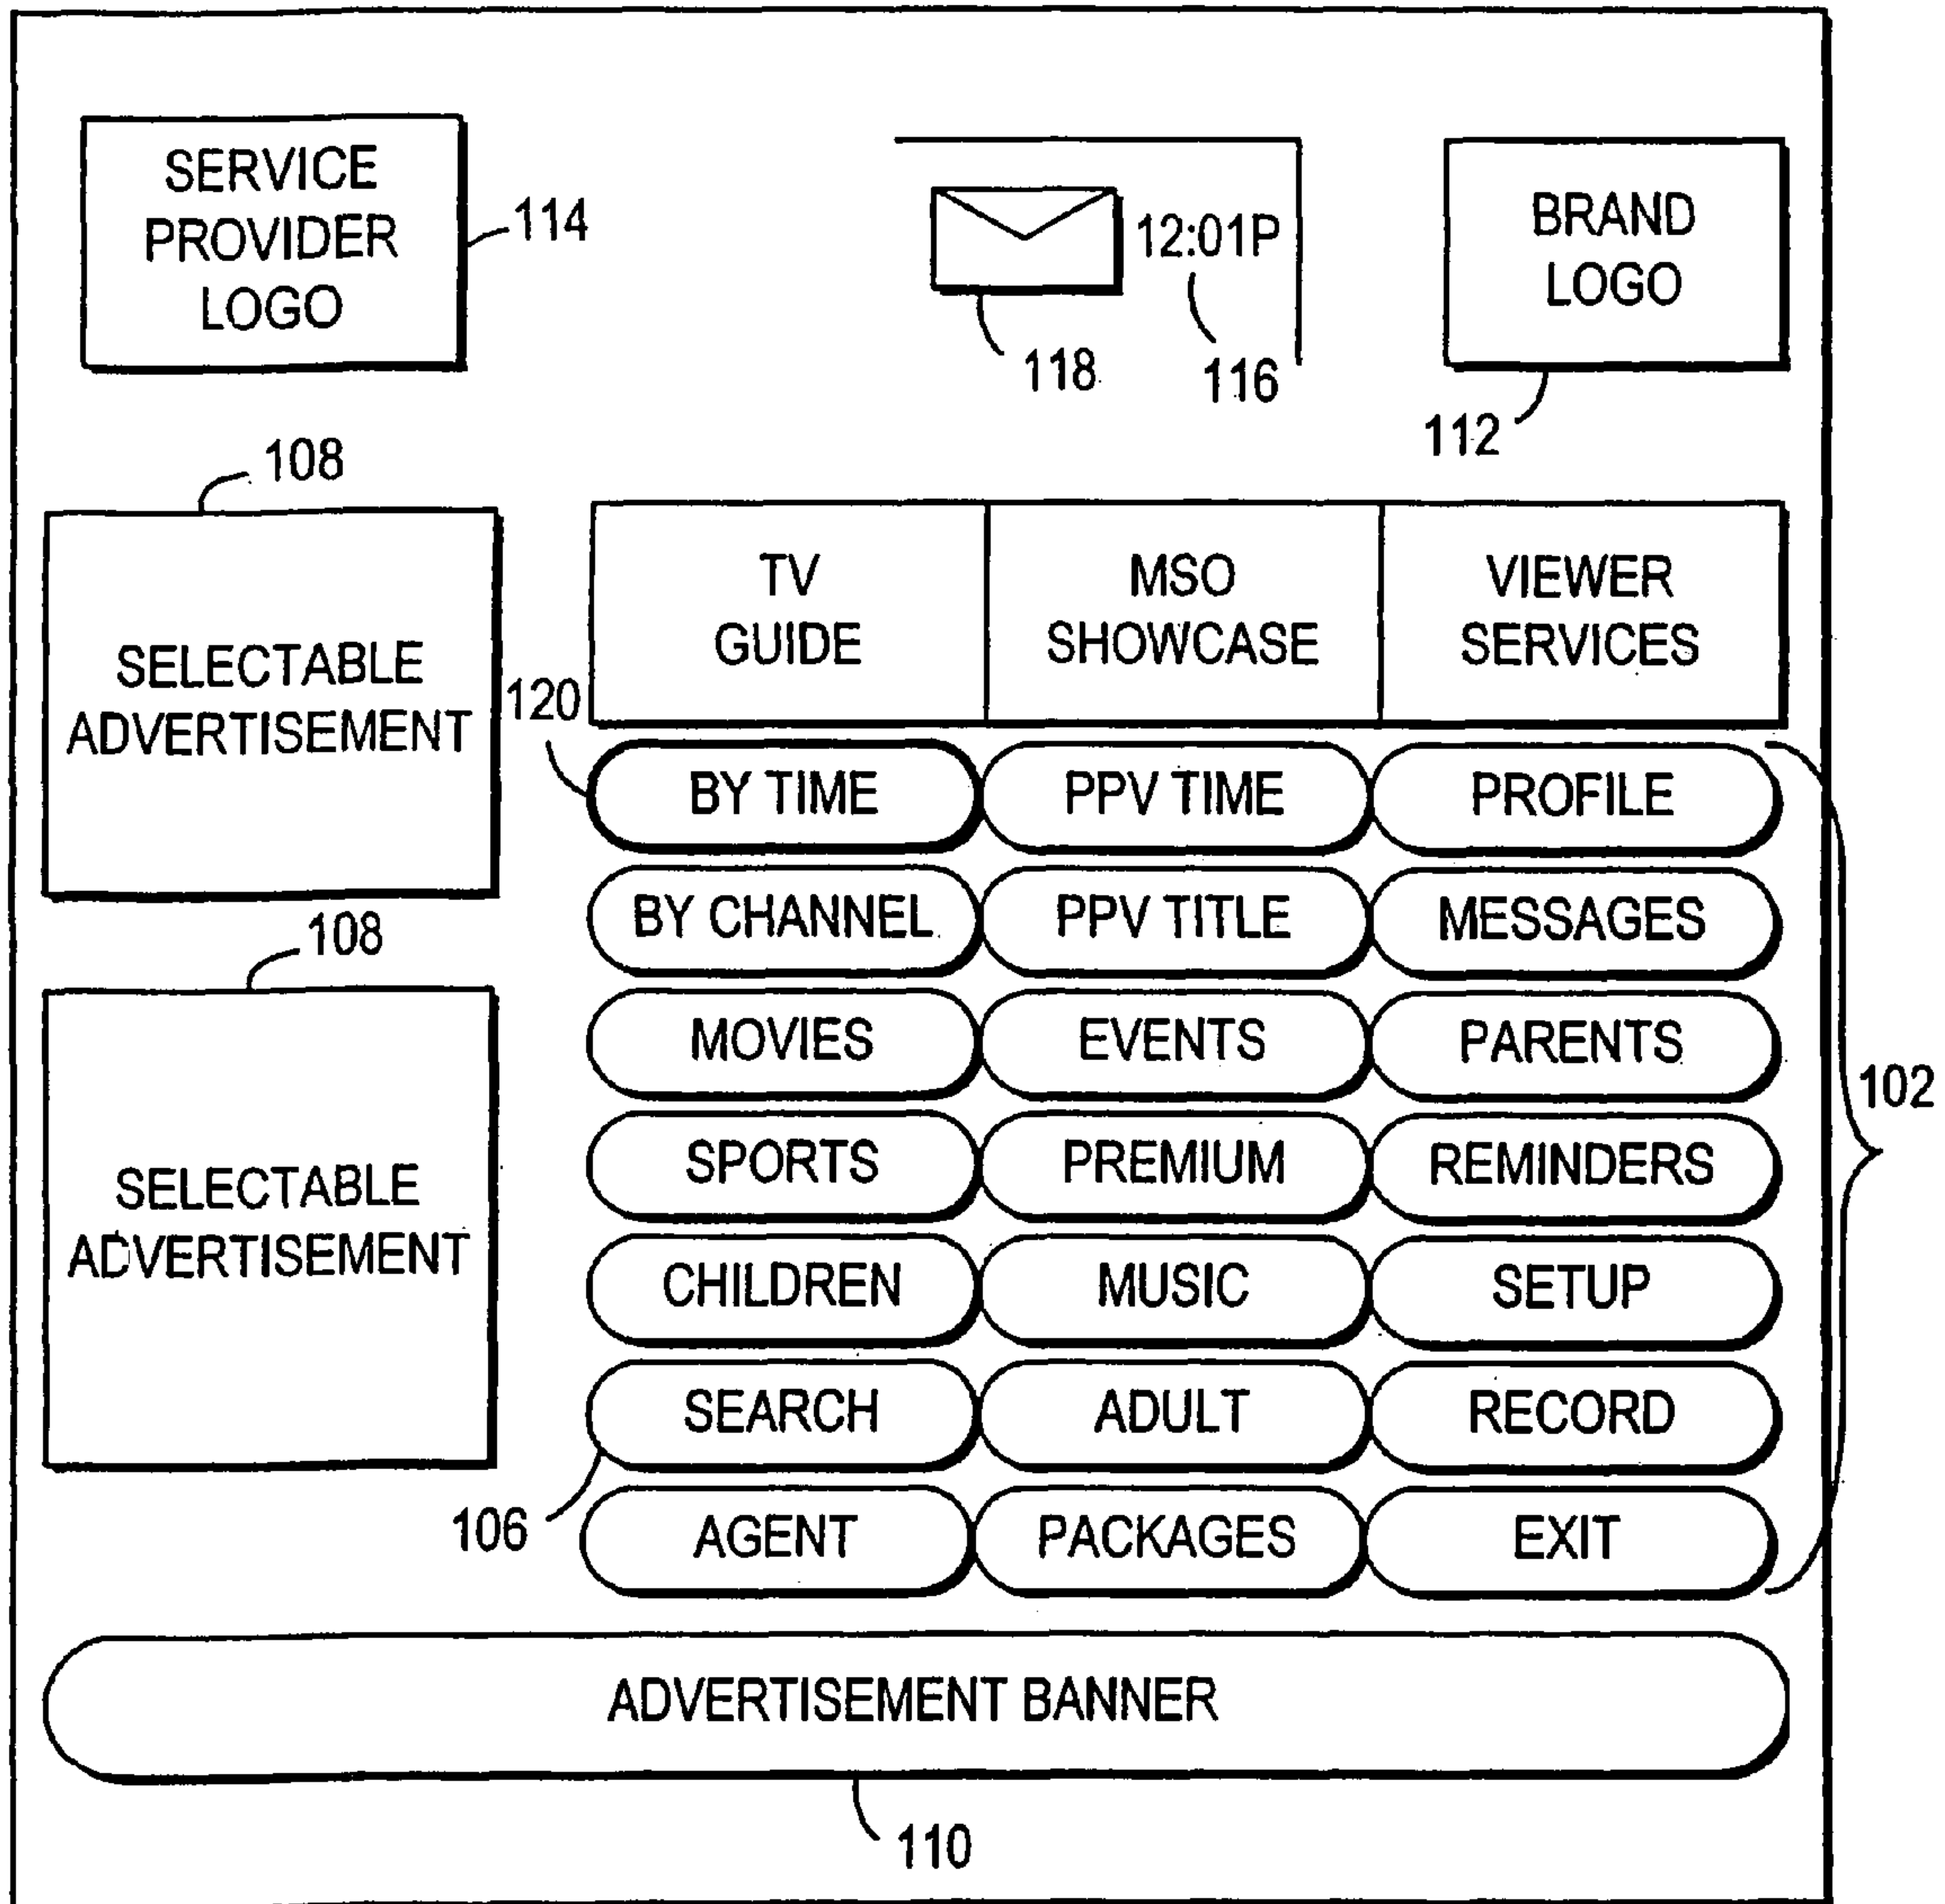 SERVICE
PROVIDER
LOGO
114
12:01P
118
116
BRAND
LOGO
112
108
SELECTABLE
ADVERTISEMENT
108
SELECTABLE
ADVERTISEMENT
TV
GUIDE
MSO
SHOWCASE
VIEWER
SERVICES
120
BY TIME
PPV TIME
PROFILE
BY CHANNEL
PPV TITLE
MESSAGES
MOVIES
EVENTS
PARENTS
102
SPORTS
PREMIUM
REMINDERS
CHILDREN
MUSIC
SETUP
SEARCH
ADULT
RECORD
106
AGENT
PACKAGES
EXIT
ADVERTISEMENT BANNER
110